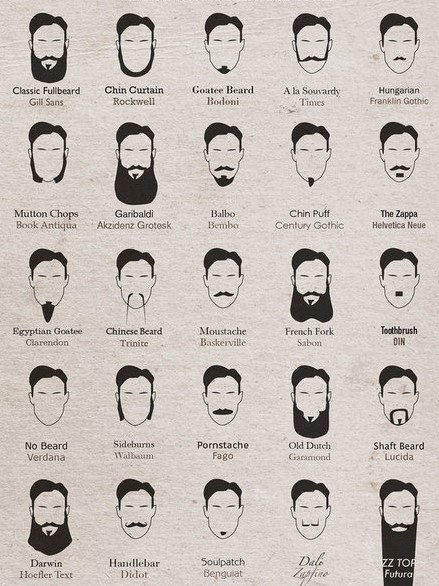 Classic Fullbeard
Gill Sans
Chin Curtain
Rockwell
Goatee Beard
Bodoni
A la Souvardy
Times
Hungarian
Franklin Gothic
Mutton Chops
Book Antiqua
Garibaldi
Akzidenz Grotesk
Balbo
Bembo
Chin Puff
Century Gothic
The Zappa
Helvetica Neue
Egyptian Goatee
Clarendon
Chinese Beard
Trinite
Moustache
Baskerville
French Fork
Sabon
Toothbrush
DIN
No Beard
Verdana
Sideburns
Walbaum
Pornstache
Fago
Old Dutch
Garamond
Shaft Beard
Lucida
Darwin
Hoefler Text
Handlebar
Didot
Soulpatch
Benguiat
Dali
Zapfino
ZZ TOP
Futura